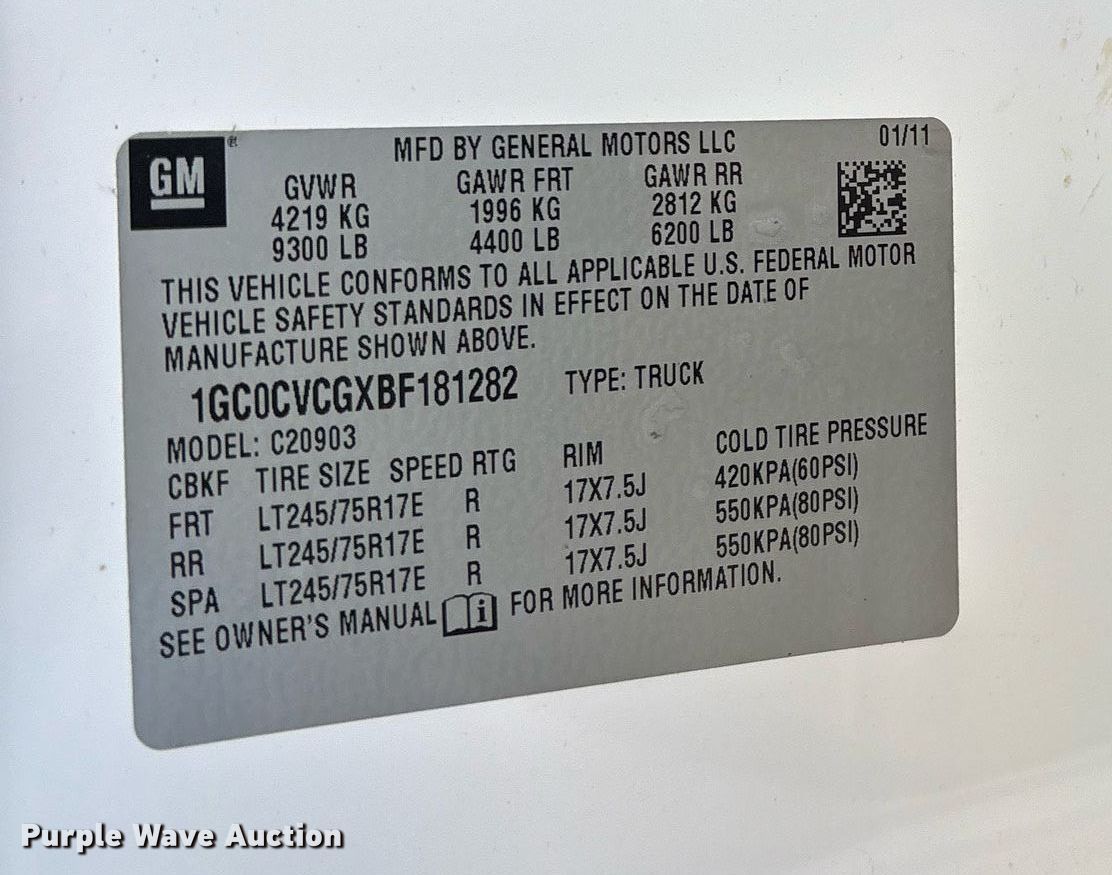 GM ® MFD BY GENERAL MOTORS LLC 01/11
GVWR GAWR FRT GAWR RR
4219 KG 1996 KG 2812 KG
9300 LB 4400 LB 6200 LB
THIS VEHICLE CONFORMS TO ALL APPLICABLE U.S. FEDERAL MOTOR
VEHICLE SAFETY STANDARDS IN EFFECT ON THE DATE OF
MANUFACTURE SHOWN ABOVE.
1GC0CVCGXBF181282 TYPE: TRUCK
MODEL: C20903
CBKF TIRE SIZE SPEED RTG RIM COLD TIRE PRESSURE
FRT LT245/75R17E R 17X7.5J 420KPA(60PSI)
RR LT245/75R17E R 17X7.5J 550KPA(80PSI)
SPA LT245/75R17E R 17X7.5J 550KPA(80PSI)
SEE OWNER'S MANUAL i FOR MORE INFORMATION.
Purple Wave Auction